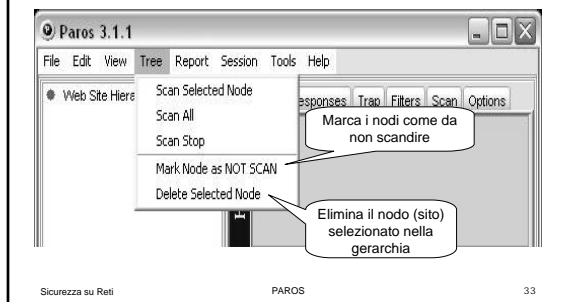 Paros 3.1.1
File Edit View Tree Report Session Tools Help
Web Site Hiera
Scan Selected Node
Scan All
Scan Stop
Mark Node as NOT SCAN
Delete Selected Node
esponses Trap Filters Scan Options
Marca i nodi come da
non scandire
Elimina il nodo (sito)
selezionato nella
gerarchia
Sicurezza su Reti PAROS 33